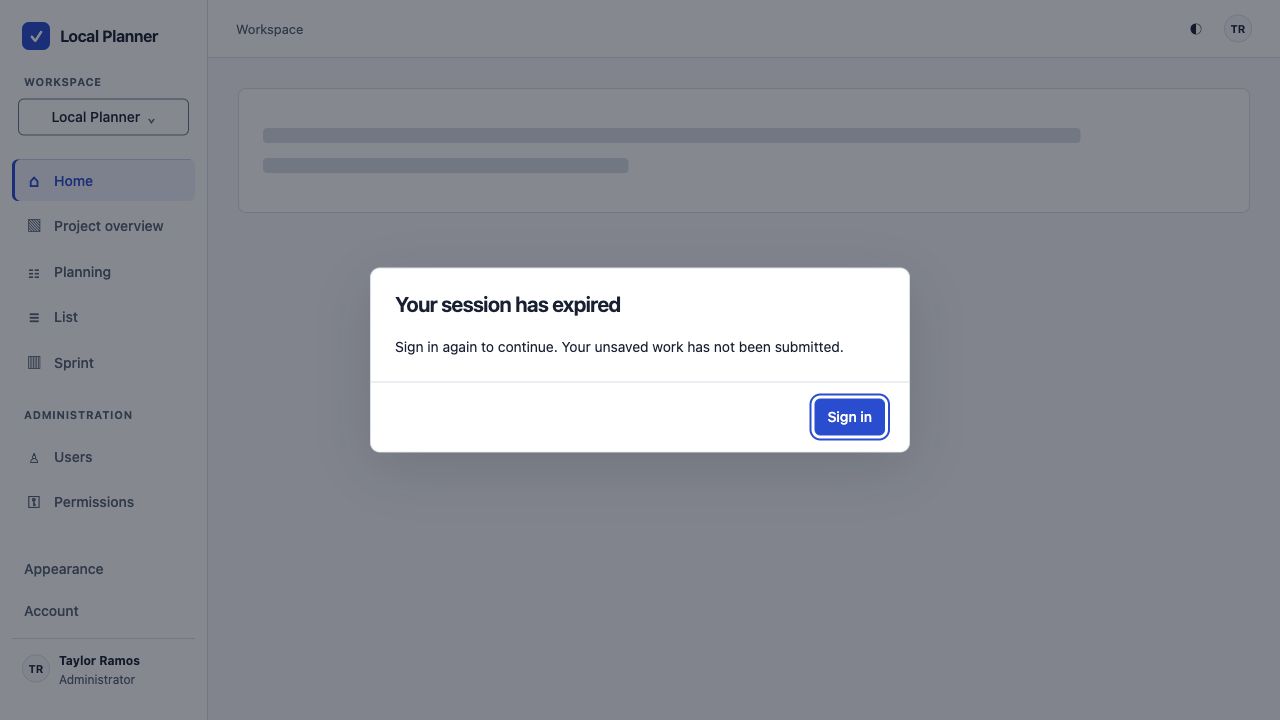 Local Planner
WORKSPACE
Local Planner
Home
Project overview
Planning
List
Sprint
ADMINISTRATION
Users
Permissions
Appearance
Account
TR
Taylor Ramos
Administrator
Workspace
TR
Your session has expired
Sign in again to continue. Your unsaved work has not been submitted.
Sign in